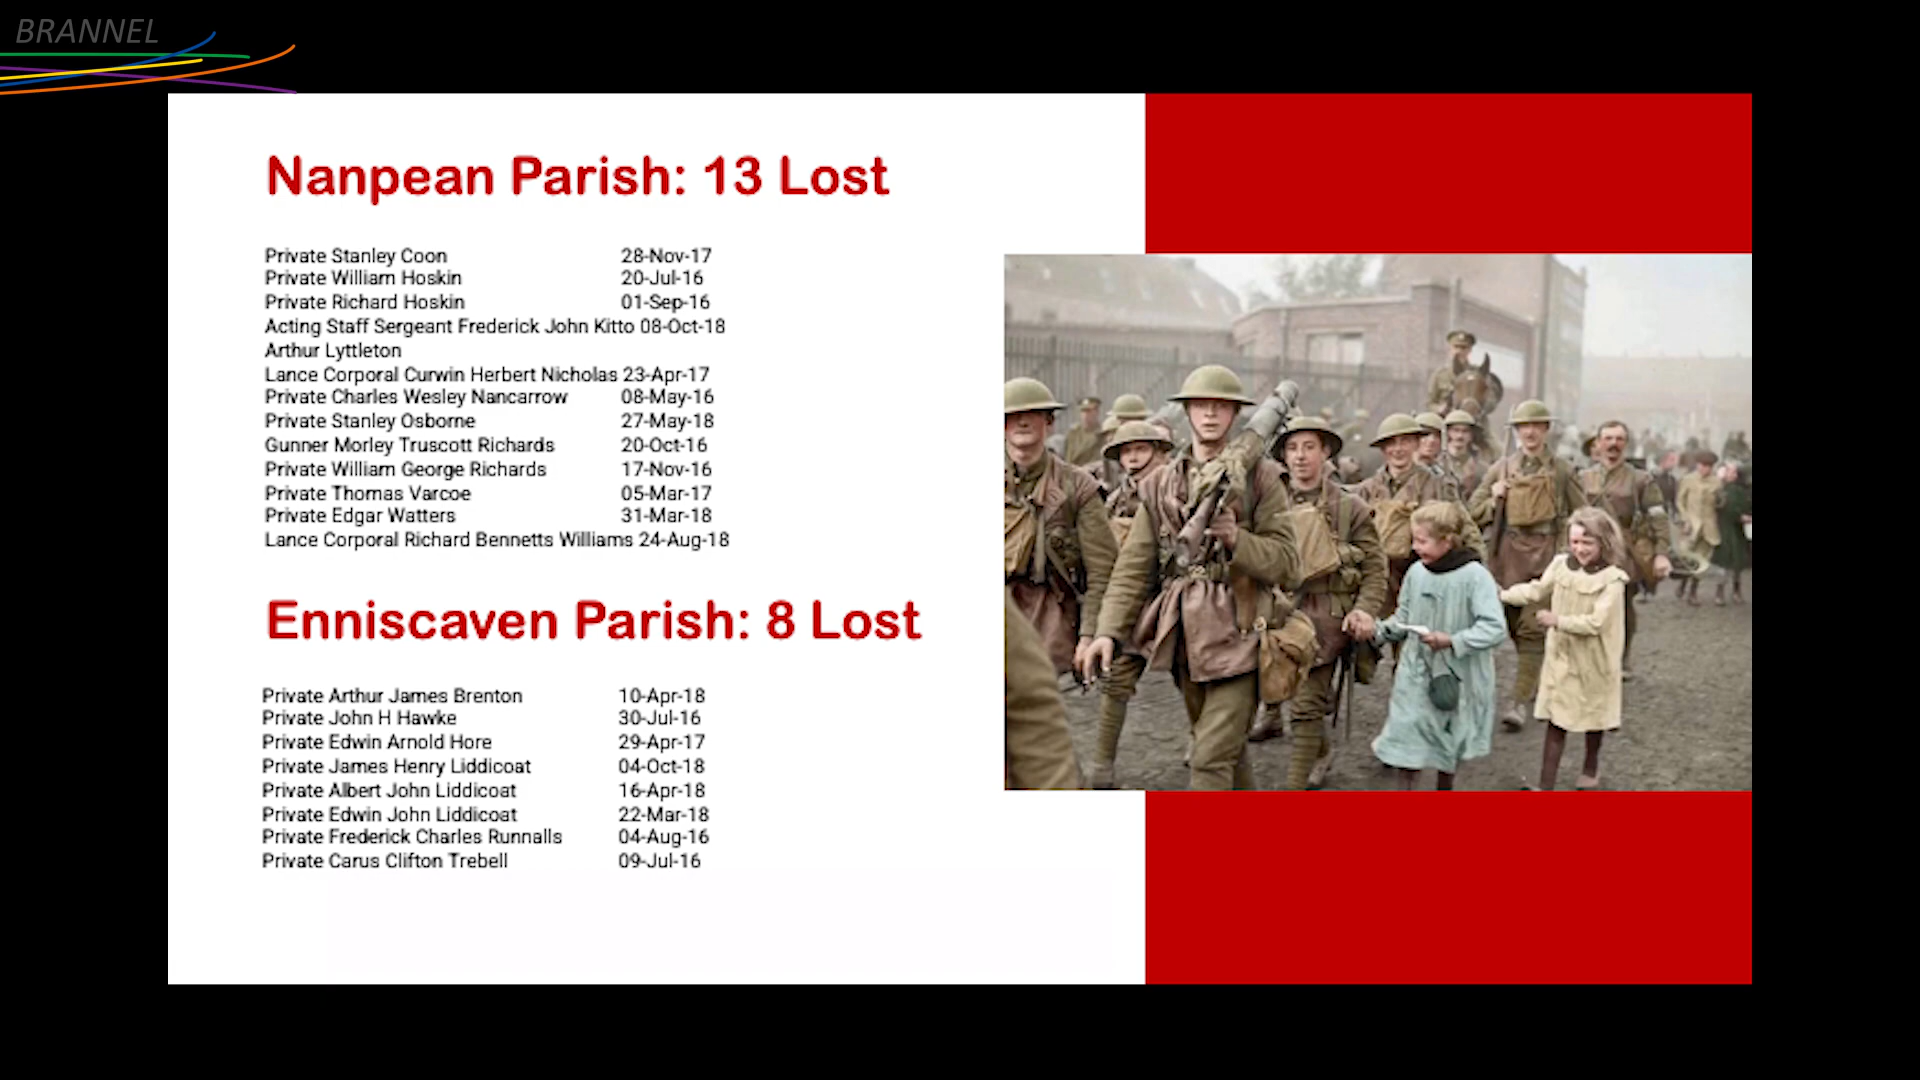 BRANNEL
Nanpean Parish: 13 Lost
Private Stanley Coon 28-Nov-17
Private William Hoskin 20-Jul-16
Private Richard Hoskin 01-Sep-16
Acting Staff Sergeant Frederick John Kitto 08-Oct-18
Arthur Lyttleton
Lance Corporal Curwin Herbert Nicholas 23-Apr-17
Private Charles Wesley Nancarrow 08-May-16
Private Stanley Osborne 27-May-18
Gunner Morley Truscott Richards 20-Oct-16
Private William George Richards 17-Nov-16
Private Thomas Varcoe 05-Mar-17
Private Edgar Watters 31-Mar-18
Lance Corporal Richard Bennetts Williams 24-Aug-18
Enniscaven Parish: 8 Lost
Private Arthur James Brenton 10-Apr-18
Private John H Hawke 30-Jul-16
Private Edwin Arnold Hore 29-Apr-17
Private James Henry Liddicoat 04-Oct-18
Private Albert John Liddicoat 16-Apr-18
Private Edwin John Liddicoat 22-Mar-18
Private Frederick Charles Runnalls 04-Aug-16
Private Carus Clifton Trebell 09-Jul-16